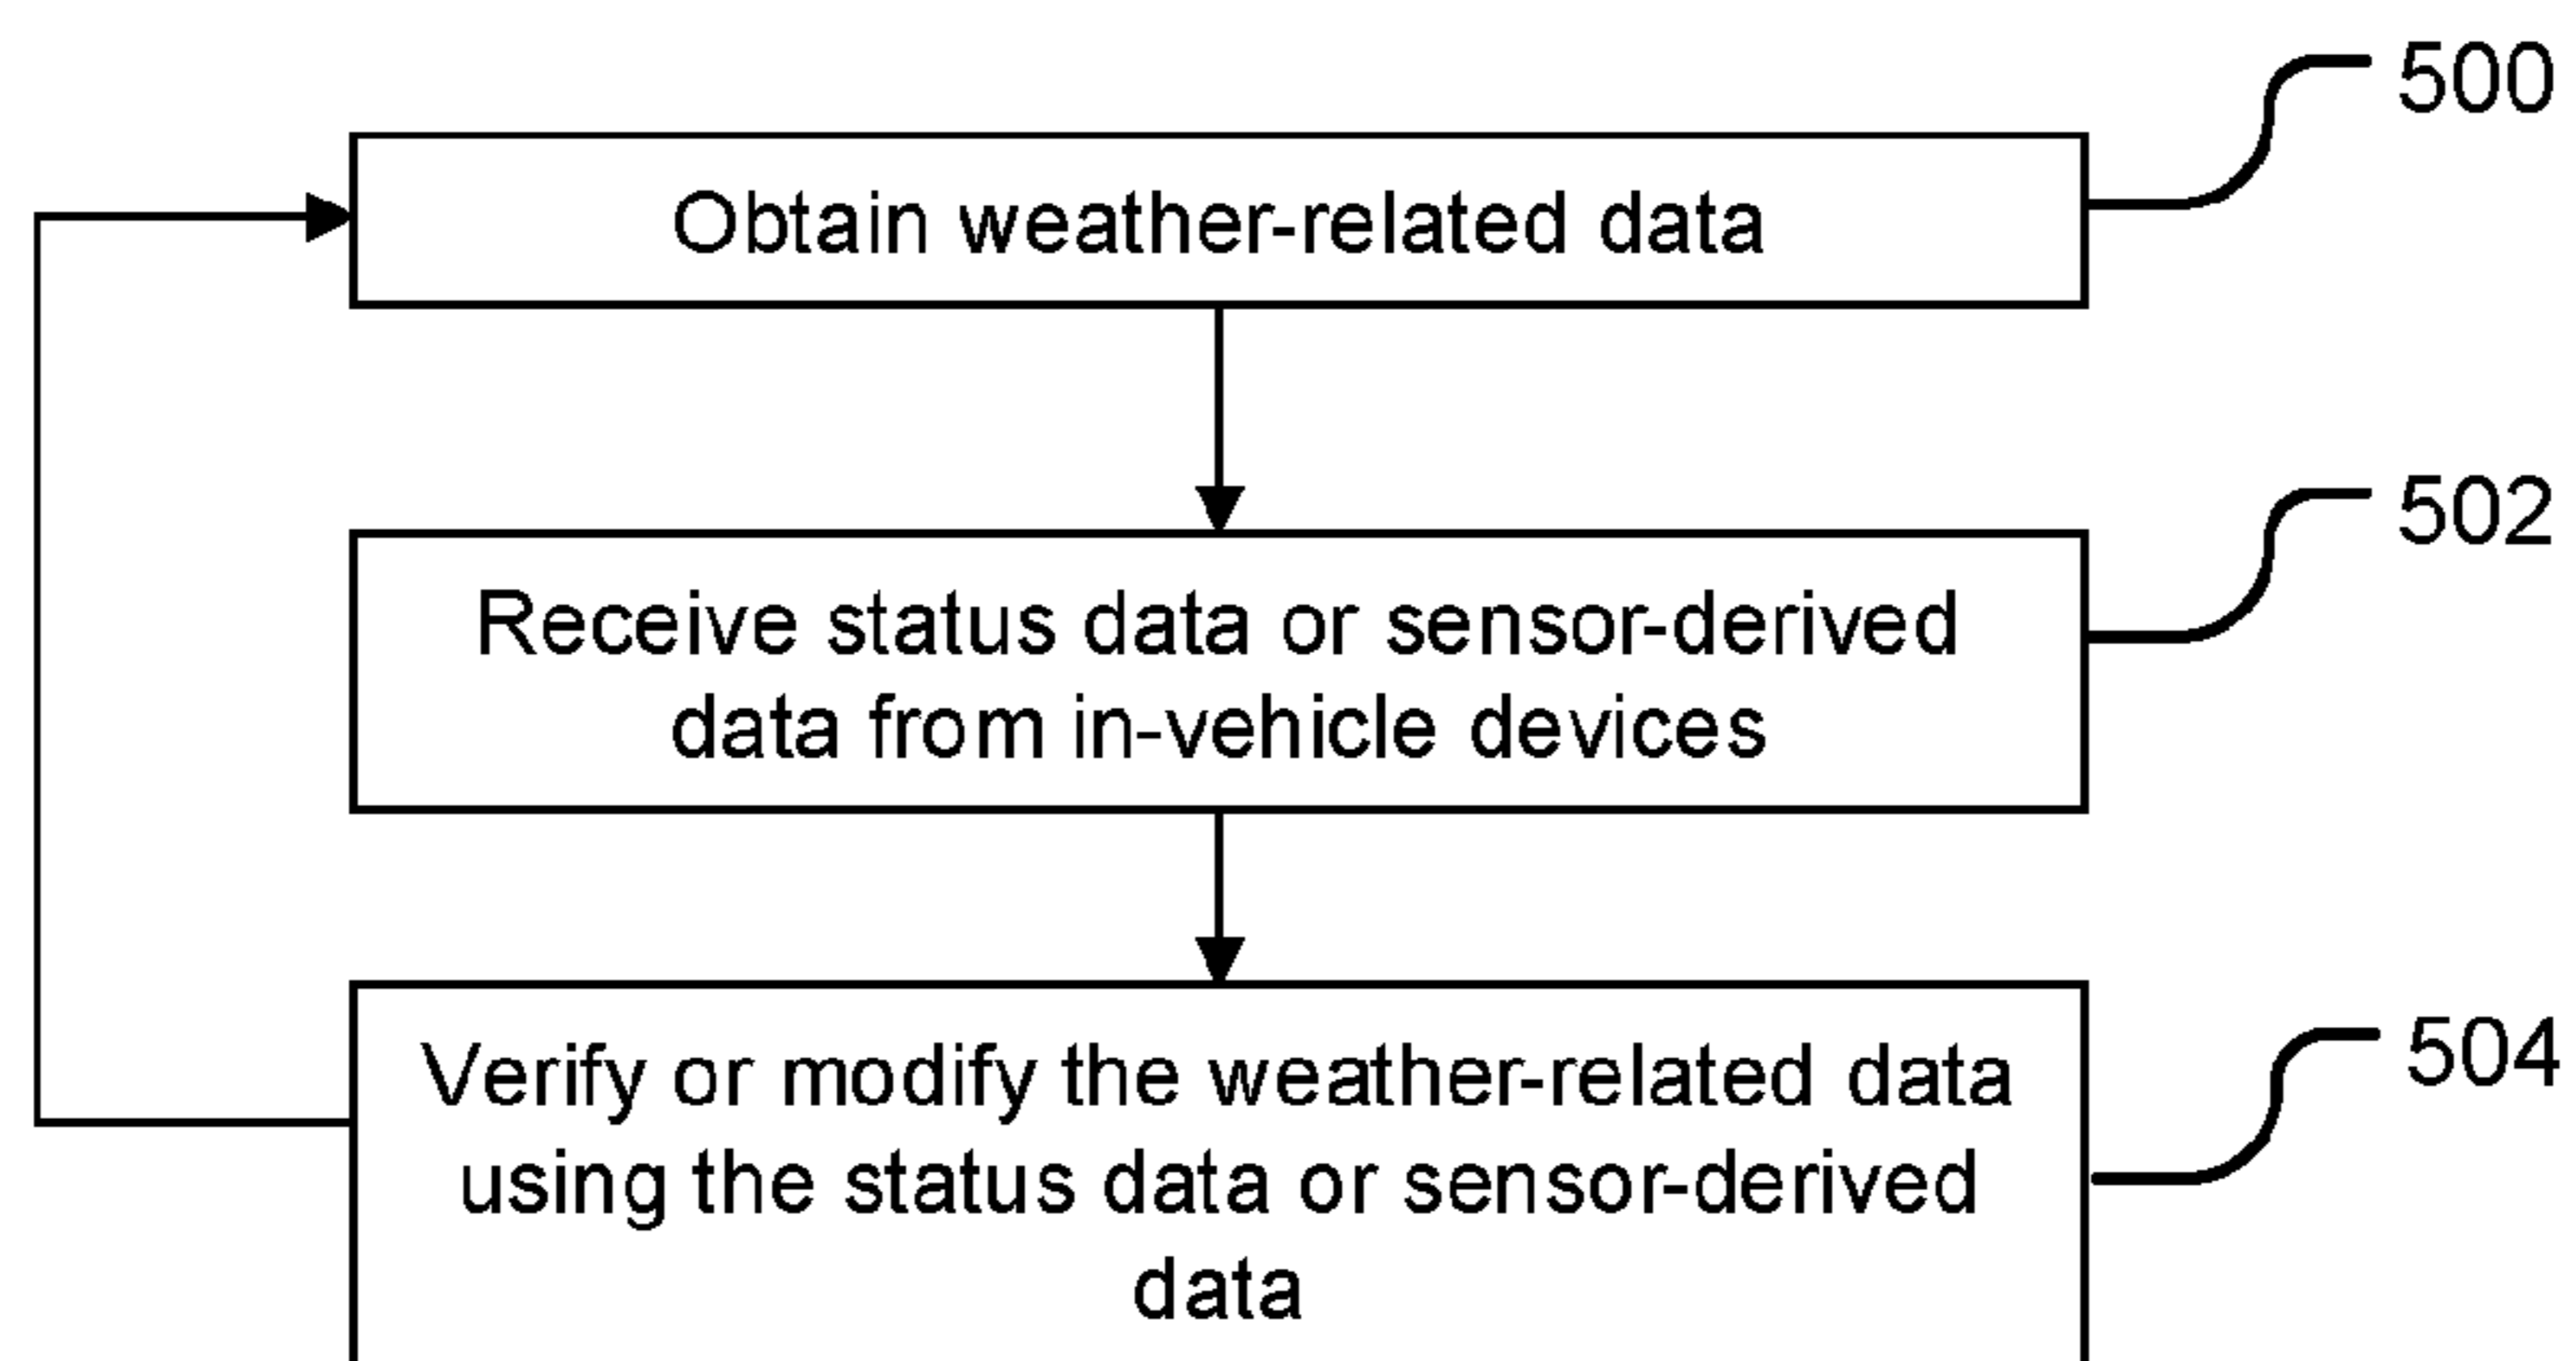 500
Obtain weather-related data
502
Receive status data or sensor-derived
data from in-vehicle devices
504
Verify or modify the weather-related data
using the status data or sensor-derived
data